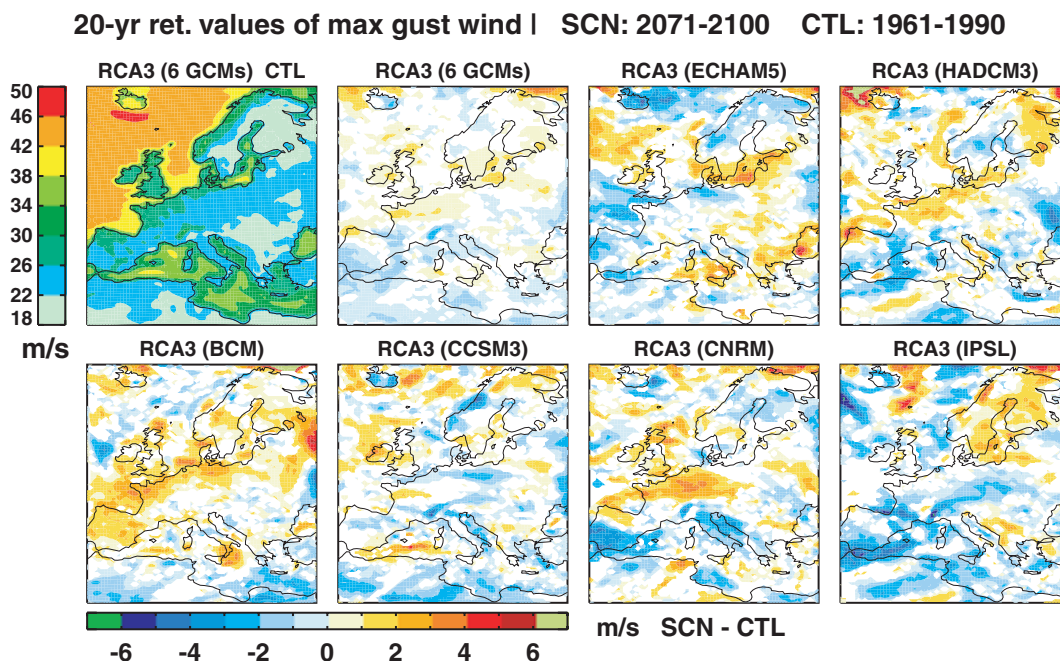 20-yr ret. values of max gust wind | SCN: 2071-2100 CTL: 1961-1990
RCA3 (6 GCMs) CTL
RCA3 (6 GCMs)
RCA3 (ECHAM5)
RCA3 (HADCM3)
50
46
42
38
34
30
26
22
18
m/s
RCA3 (BCM)
RCA3 (CCSM3)
RCA3 (CNRM)
RCA3 (IPSL)
-6 -4 -2 0 2 4 6
m/s SCN - CTL